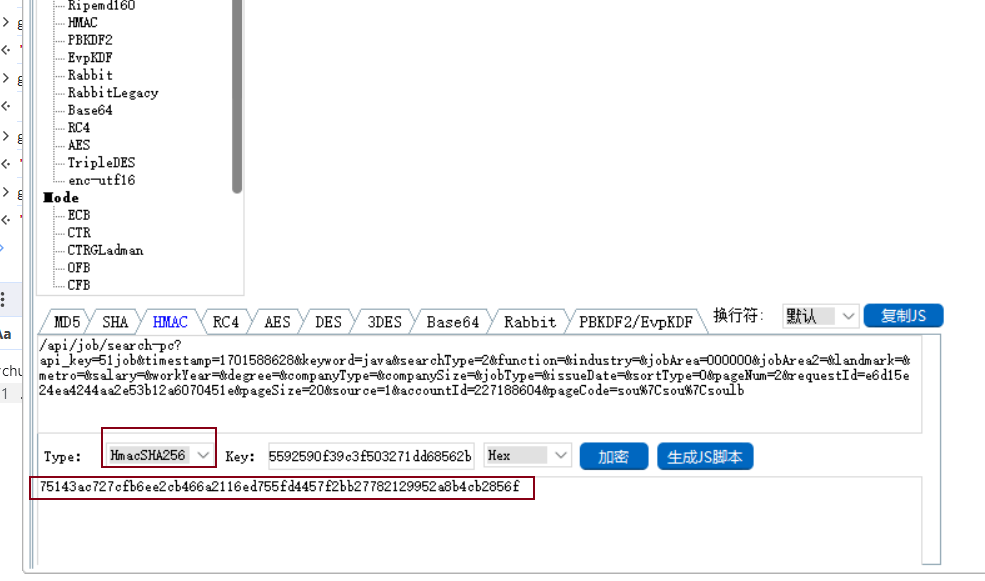 Ripemd160
HMAC
PBKDF2
EvpKDF
Rabbit
RabbitLegacy
Base64
RC4
AES
TripleDES
enc-utf16
Mode
ECB
CTR
CTRGLadman
OFB
CFB
MD5 SHA HMAC RC4 AES DES 3DES Base64 Rabbit PBKDF2/EvpKDF 换行符: 默认 复制JS
/api/job/search-pc?
api_key=51job&timestamp=1701588628&keyword=java&searchType=2&function=&industry=&jobArea=000000&jobArea2=&landmark=&
metro=&salary=&workYear=&degree=&companyType=&companySize=&jobType=&issueDate=&sortType=0&pageNum=2&requestId=e6d15e
24ea4244aa2e53b12a6070451e&pageSize=20&source=1&accountId=227188604&pageCode=sou%7Csou%7Csoulb
Type: HmacSHA256 Key: 5592590f39c3f503271dd68562b Hex 加密 生成JS脚本
75143ac727cfb6ee2cb466a2116ed755fd4457f2bb27782129952a8b4cb2856f